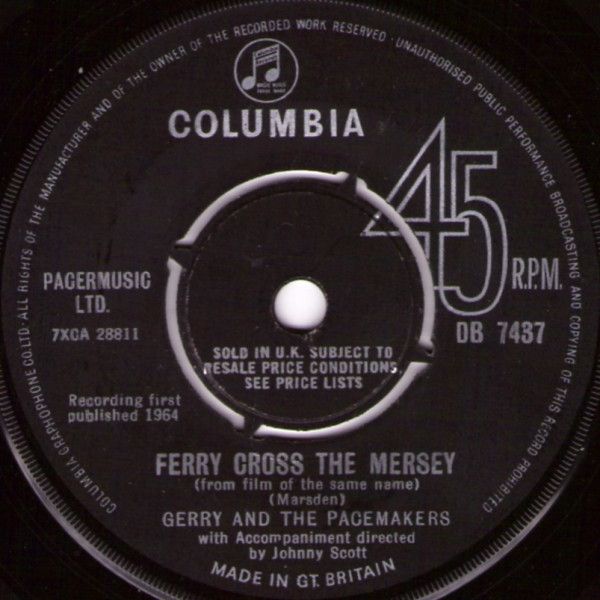 COLUMBIA GRAPHOPHONE CO. LTD · ALL RIGHTS OF THE MANUFACTURER AND OF THE OWNER OF THE RECORDED WORK RESERVED · UNAUTHORISED PUBLIC PERFORMANCE BROADCASTING AND COPYING OF THIS RECORD PROHIBITED
COLUMBIA
45
R.P.M.
PACERMUSIC
LTD.
7XCA 28811
DB 7437
SOLD IN U.K. SUBJECT TO
RESALE PRICE CONDITIONS,
SEE PRICE LISTS
Recording first
published 1964
FERRY CROSS THE MERSEY
(from film of the same name)
(Marsden)
GERRY AND THE PACEMAKERS
with Accompaniment directed
by Johnny Scott
MADE IN GT. BRITAIN